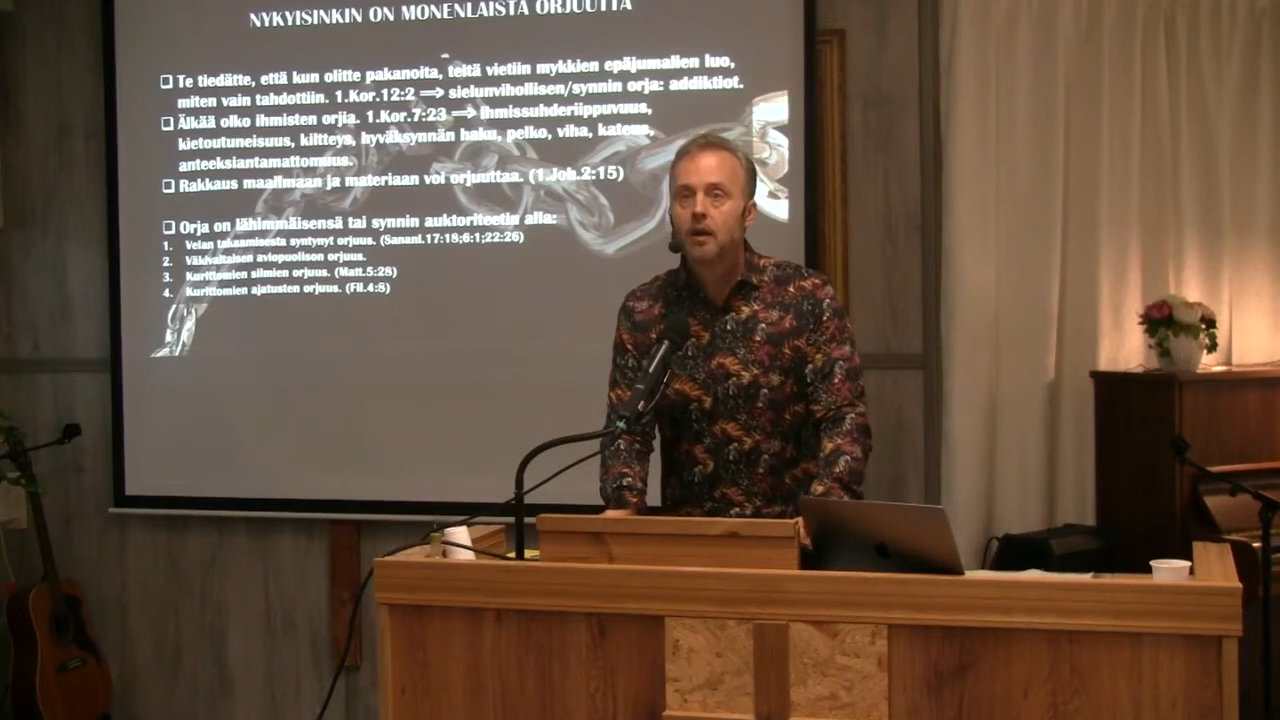 NYKYISINKIN ON MONENLAISTA ORJUUTTA
❑ Te tiedätte, että kun olitte pakanoita, teitä vietiin mykkien epäjumalien luo,
miten vain tahdottiin. 1.Kor.12:2 ==> sielunvihollisen/synnin orja: addiktiot.
❑ Älkää olko ihmisten orjia. 1.Kor.7:23 ==> Ihmissuhderiippuvuus,
kietoutuneisuus, kiltteys, hyväksynnän haku, pelko, viha, kateus,
anteeksiantamattomuus.
❑ Rakkaus maailmaan ja materiaan voi orjuuttaa. (1.Joh.2:15)
❑ Orja on lähimmäisensä tai synnin auktoriteetin alla:
1. Velan takaamisesta syntynyt orjuus. (Sananl.17:18;6:1;22:26)
2. Väkivaltaisen aviopuolison orjuus.
3. Kurittomien silmien orjuus. (Matt.5:28)
4. Kurittomien ajatusten orjuus. (Fil.4:8)